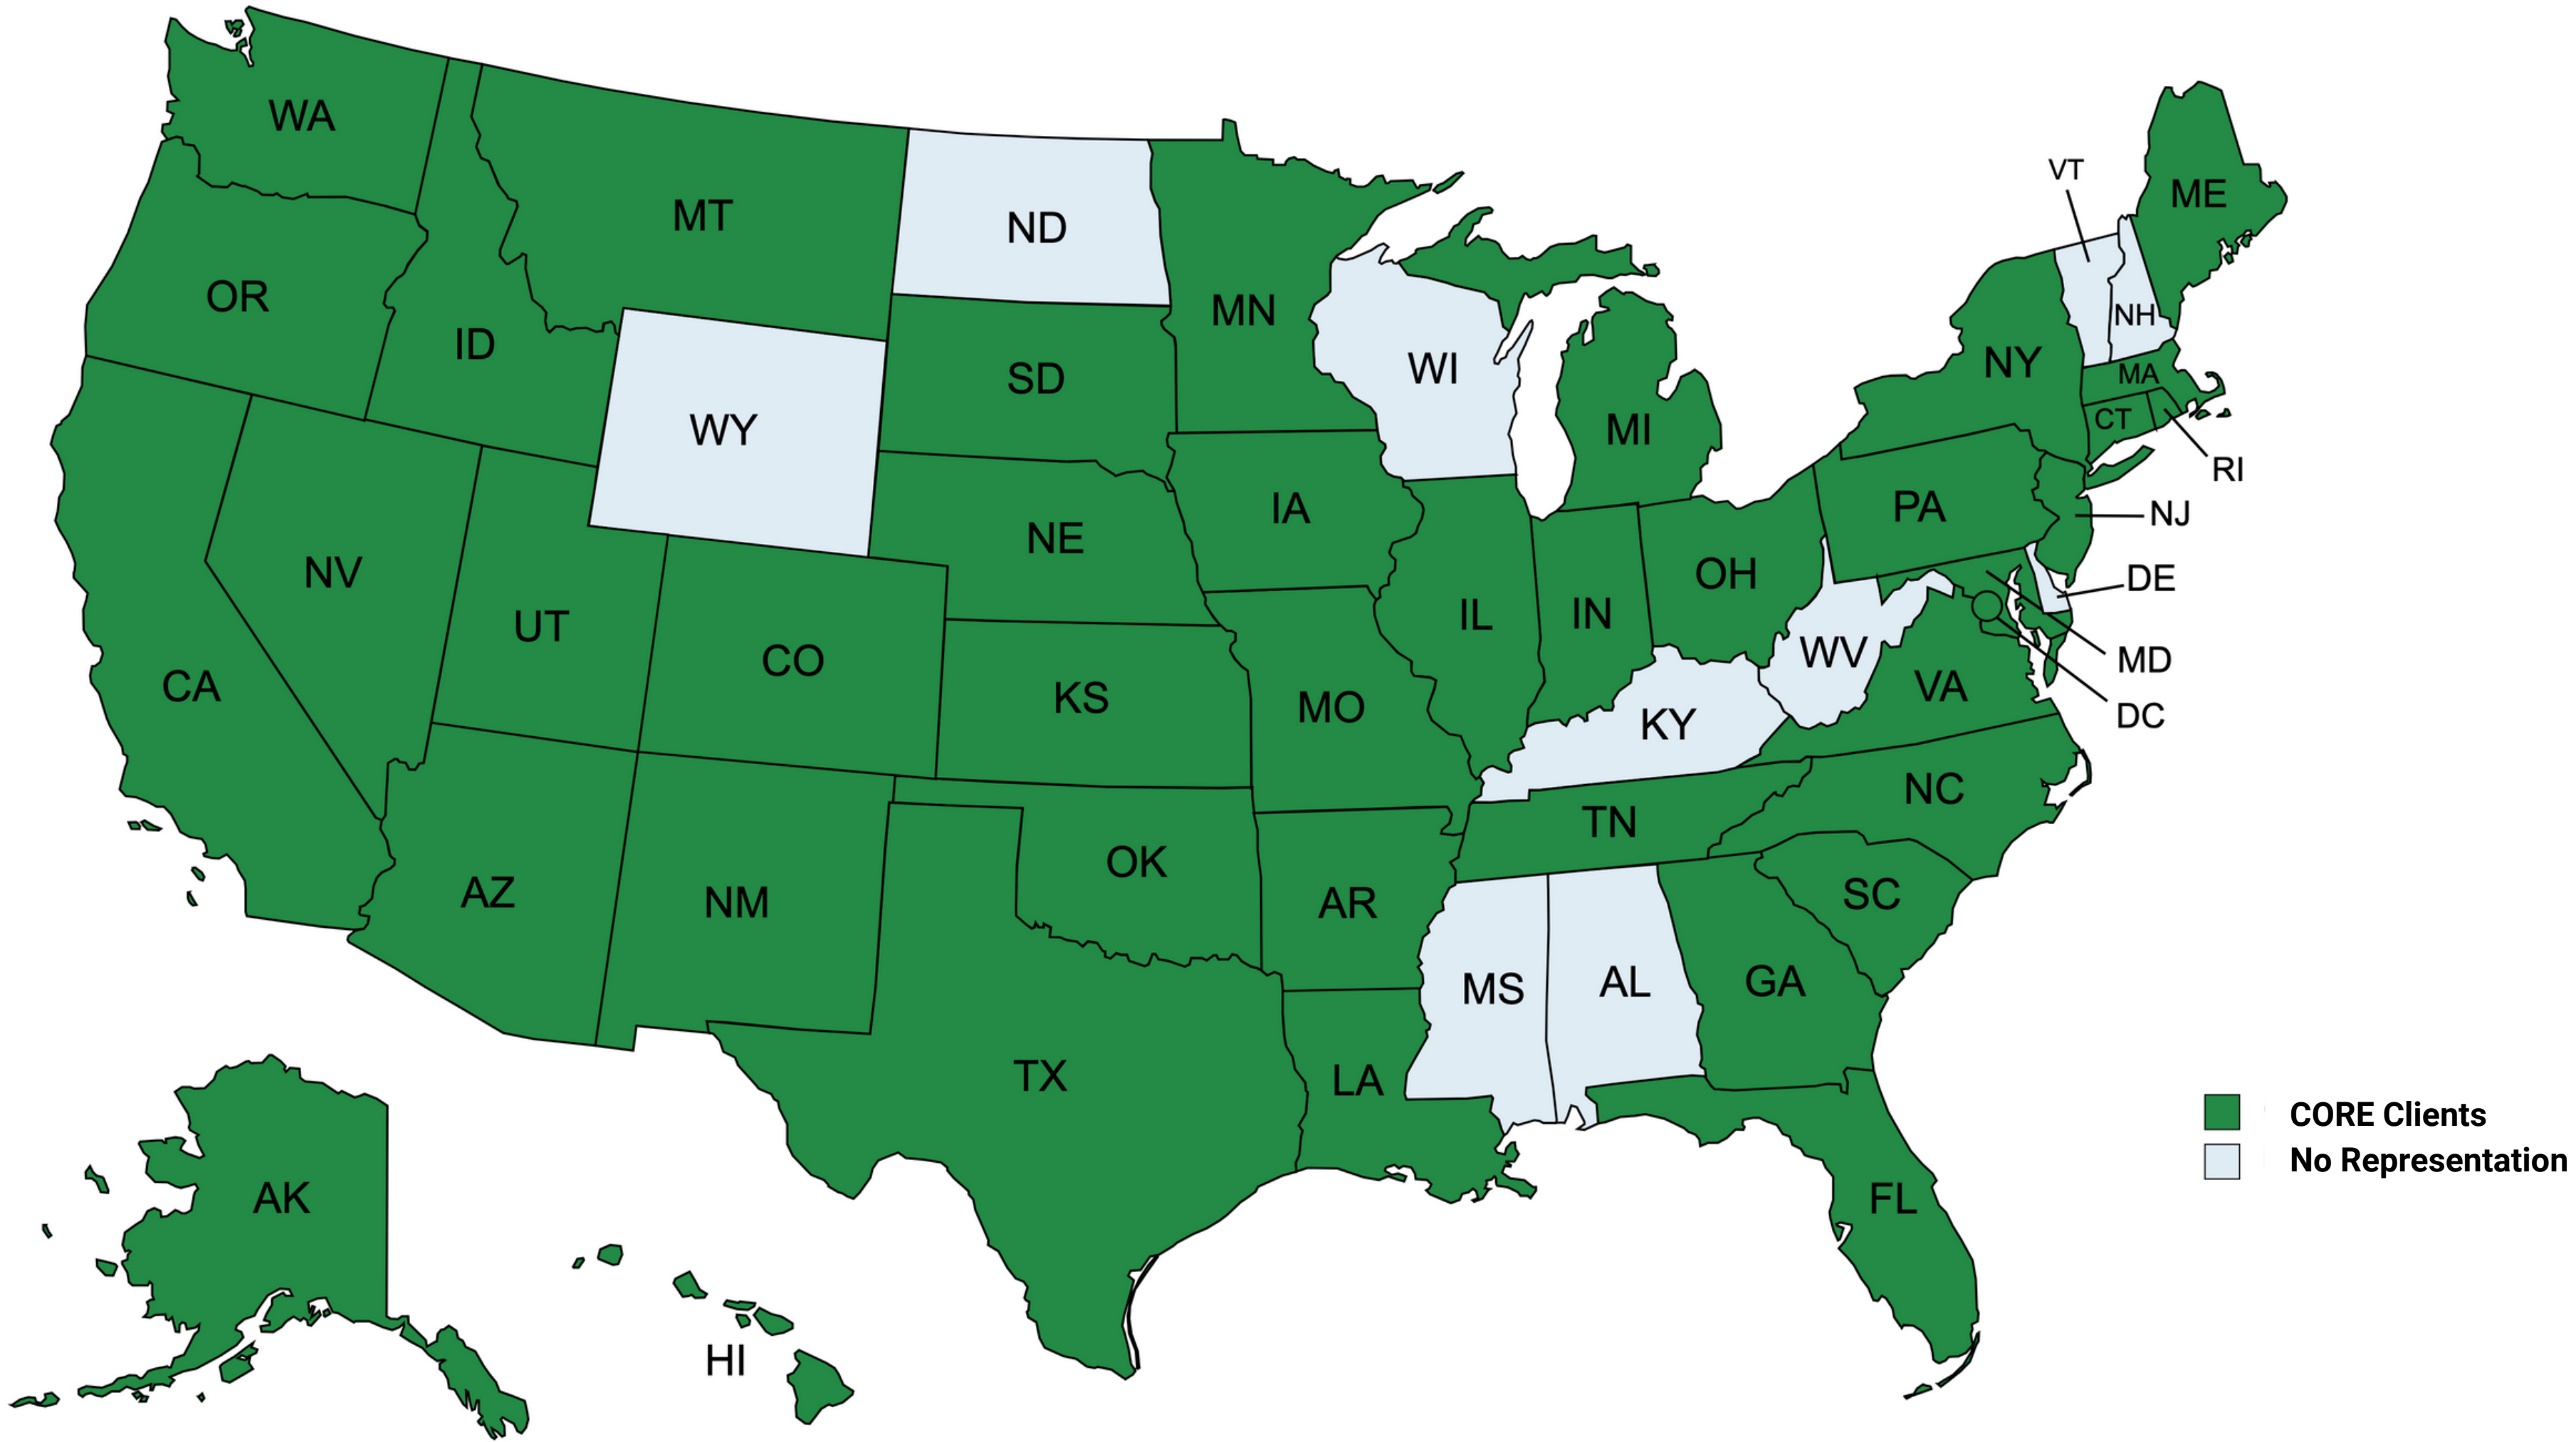 WA
MT
ND
MN
VT
ME
OR
ID
WY
SD
WI
MI
NY
NH
MA
CT
RI
NV
UT
CO
NE
IA
IL
IN
OH
PA
NJ
DE
MD
DC
CA
KS
MO
KY
WV
VA
AZ
NM
OK
AR
TN
NC
SC
TX
LA
MS
AL
GA
FL
AK
HI
CORE Clients
No Representation